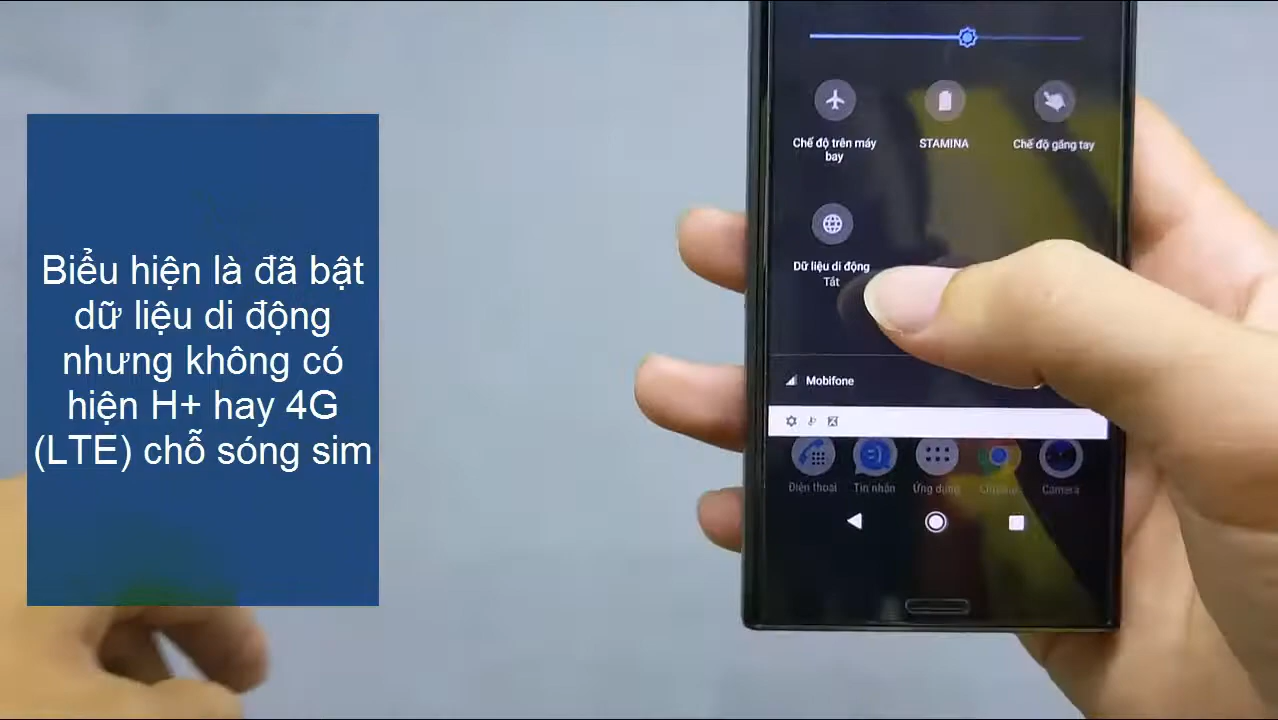 Biểu hiện là đã bật
dữ liệu di động
nhưng không có
hiện H+ hay 4G
(LTE) chỗ sóng sim
Chế độ trên máy
bay
STAMINA
Chế độ găng tay
Dữ liệu di động
Tắt
Mobifone
Điện thoại
Tin nhắn
Ứng dụng
Chrome
Camera